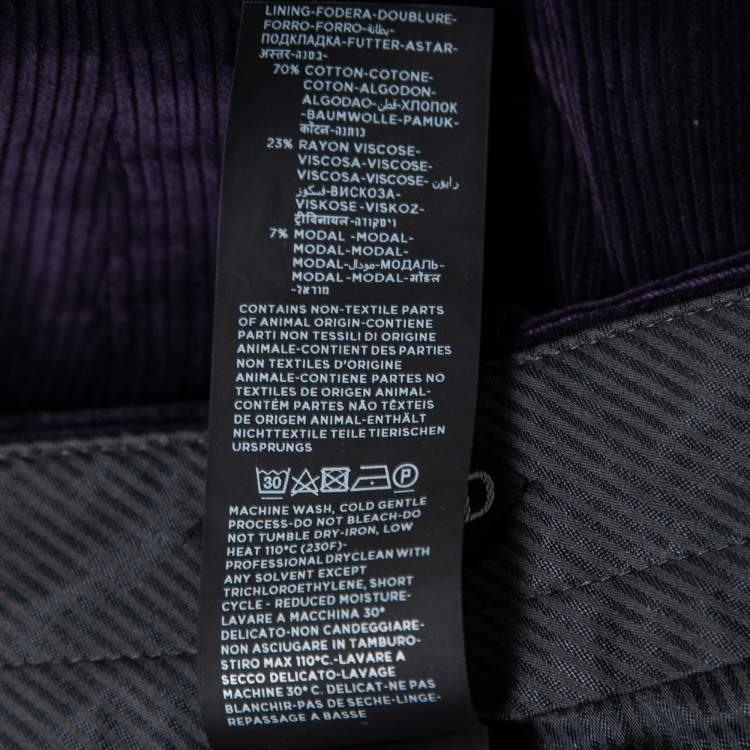 LINING-FODERA-DOUBLURE-
FORRO-FORRO-بطانة-
ПОДКЛАДКА-FUTTER-ASTAR-
अस्तर-בטנה-
70% COTTON-COTONE-
COTON-ALGODON-
ALGODAO-قطن-ХЛОПОК
-BAUMWOLLE-PAMUK-
कॉटन-כותנה-
23% RAYON VISCOSE-
VISCOSA-VISCOSE-
VISCOSA-VISCOSE-رايون
فسكوز-ВИСКОЗА-
VISKOSE-VISKOZ-
7% MODAL -MODAL-
MODAL-MODAL-
MODAL-مودال-МОДАЛЬ-
MODAL-MODAL-मोडल
-מודאל
CONTAINS NON-TEXTILE PARTS
OF ANIMAL ORIGIN-CONTIENE
PARTI NON TESSILI DI ORIGINE
ANIMALE-CONTIENT DES PARTIES
NON TEXTILES D'ORIGINE
ANIMALE-CONTIENE PARTES NO
TEXTILES DE ORIGEN ANIMAL-
CONTÊM PARTES NÃO TÊXTEIS
DE ORIGEM ANIMAL-ENTHÄLT
NICHTTEXTILE TEILE TIERISCHEN
URSPRUNGS
30 P
MACHINE WASH, COLD GENTLE
PROCESS-DO NOT BLEACH-DO
NOT TUMBLE DRY-IRON, LOW
HEAT 110°C (230F)-
PROFESSIONAL DRYCLEAN WITH
ANY SOLVENT EXCEPT
TRICHLOROETHYLENE, SHORT
CYCLE - REDUCED MOISTURE-
LAVARE A MACCHINA 30°
DELICATO-NON CANDEGGIARE-
NON ASCIUGARE IN TAMBURO-
STIRO MAX 110°C.-LAVARE A
SECCO DELICATO-LAVAGE
MACHINE 30° C. DELICAT-NE PAS
BLANCHIR-PAS DE SECHE-LINGE-
REPASSAGE A BASSE